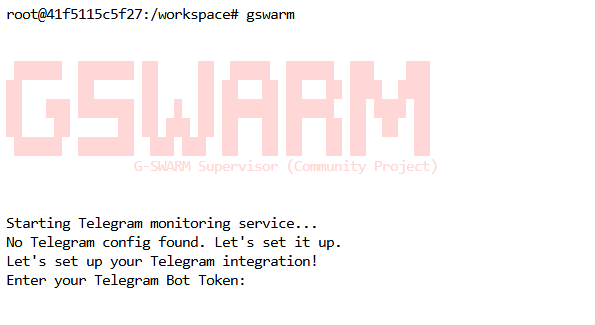 root@41f5115c5f27:/workspace# gswarm
GSWARM
G-SWARM Supervisor (Community Project)
Starting Telegram monitoring service...
No Telegram config found. Let's set it up.
Let's set up your Telegram integration!
Enter your Telegram Bot Token: